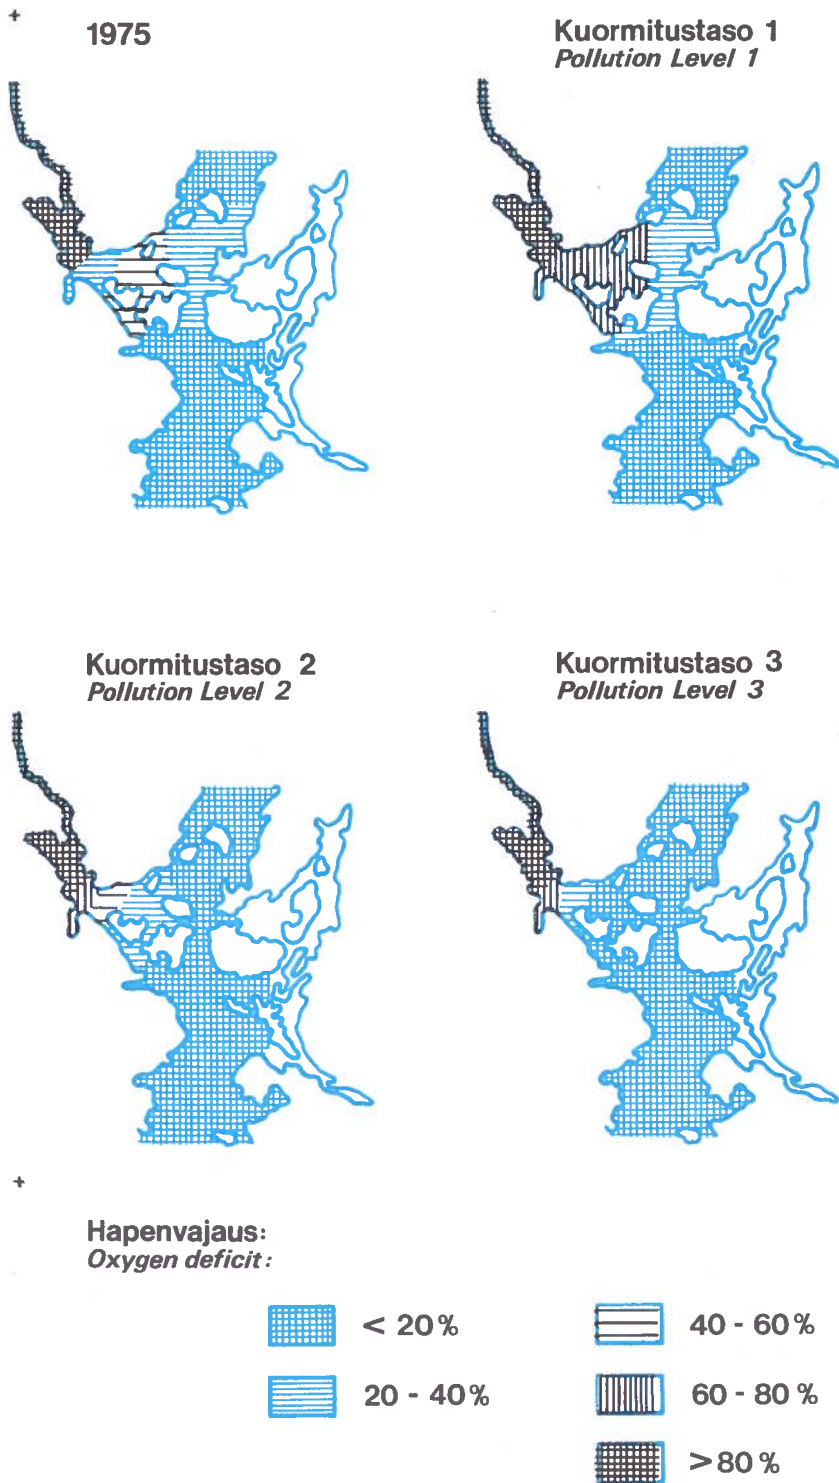 1975
Kuormitustaso 1
Pollution Level 1
Kuormitustaso 2
Pollution Level 2
Kuormitustaso 3
Pollution Level 3
Hapenvajaus:
Oxygen deficit:
< 20%
20 - 40%
40 - 60%
60 - 80%
>80%